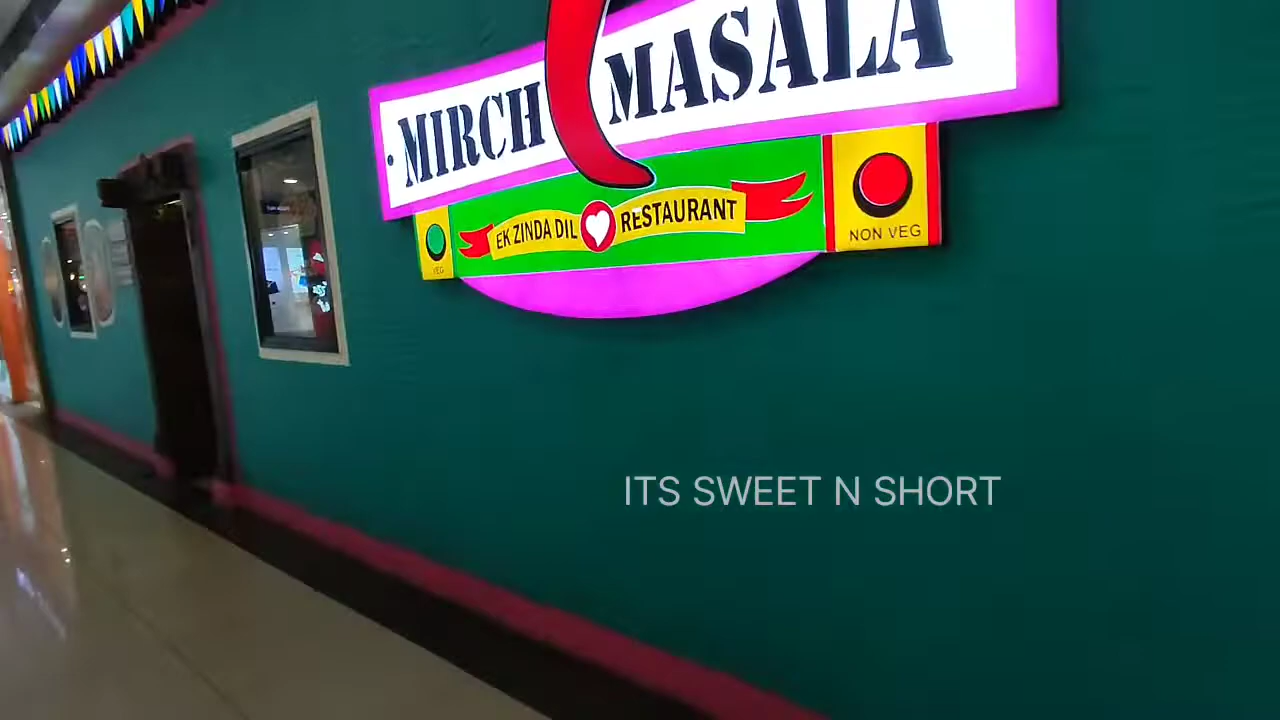 MIRCH MASALA
EK ZINDA DIL RESTAURANT
VEG
NON VEG
ITS SWEET N SHORT